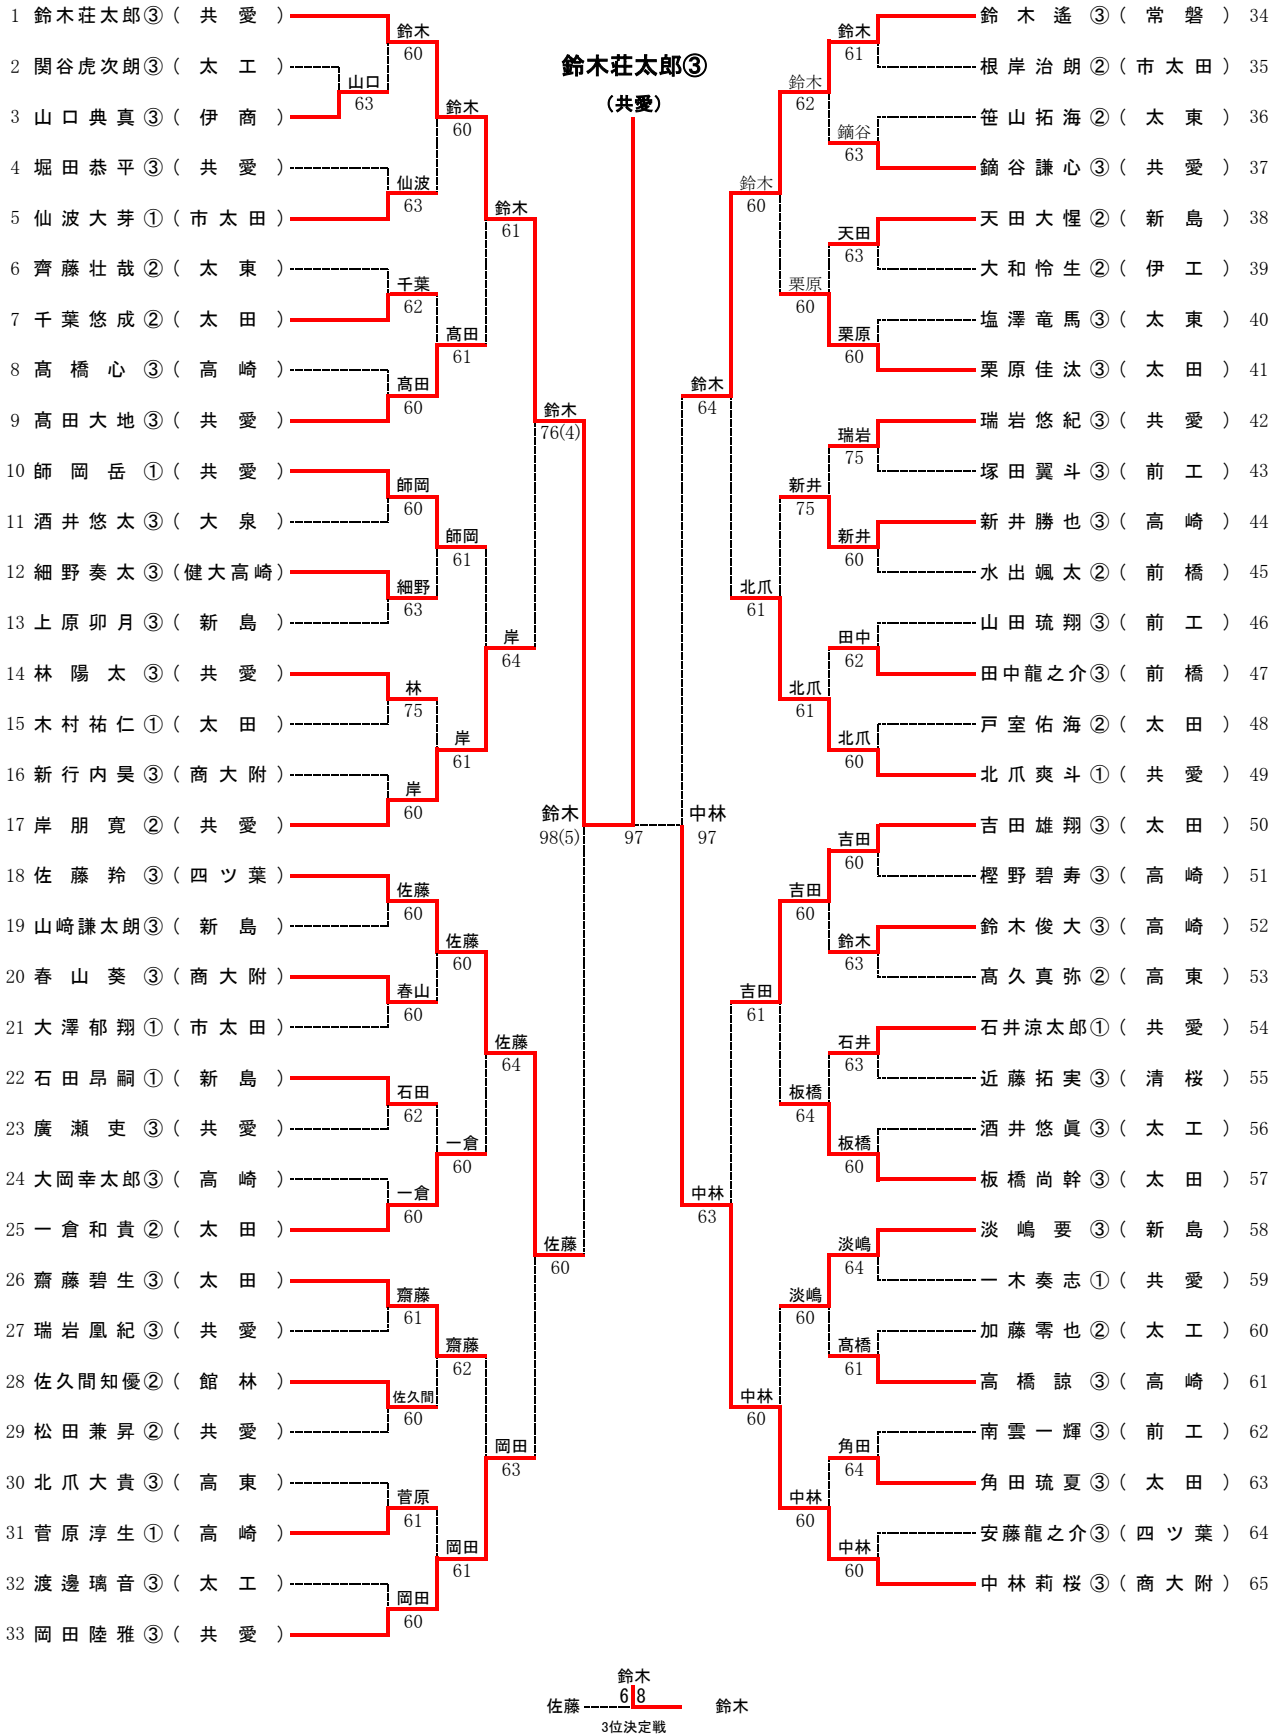 鈴木荘太郎③
(共愛)
1 鈴木荘太郎③ ( 共 愛 )
2 関谷虎次朗③ ( 太 工 )
3 山口典真③ ( 伊 商 )
4 堀田恭平③ ( 共 愛 )
5 仙波大芽① ( 市太田 )
6 齊藤壮哉② ( 太 東 )
7 千葉悠成② ( 太 田 )
8 髙橋心③ ( 高 崎 )
9 髙田大地③ ( 共 愛 )
10 師岡岳① ( 共 愛 )
11 酒井悠太③ ( 大 泉 )
12 細野奏太③ (健大高崎)
13 上原卯月③ ( 新 島 )
14 林陽太③ ( 共 愛 )
15 木村祐仁① ( 太 田 )
16 新行内昊③ ( 商大附 )
17 岸朋寛② ( 共 愛 )
18 佐藤羚③ ( 四ツ葉 )
19 山﨑謙太朗③ ( 新 島 )
20 春山葵③ ( 商大附 )
21 大澤郁翔① ( 市太田 )
22 石田昂嗣① ( 新 島 )
23 廣瀬吏③ ( 共 愛 )
24 大岡幸太郎③ ( 高 崎 )
25 一倉和貴② ( 太 田 )
26 齋藤碧生③ ( 太 田 )
27 瑞岩凰紀③ ( 共 愛 )
28 佐久間知優② ( 館 林 )
29 松田兼昇② ( 共 愛 )
30 北爪大貴③ ( 高 東 )
31 菅原淳生① ( 高 崎 )
32 渡邊璃音③ ( 太 工 )
33 岡田陸雅③ ( 共 愛 )
山口
63
鈴木
60
仙波
63
千葉
62
髙田
60
師岡
60
細野
63
林
75
岸
60
佐藤
60
春山
60
石田
62
一倉
60
齋藤
61
佐久間
60
菅原
61
岡田
60
鈴木
60
髙田
61
師岡
61
岸
61
佐藤
60
一倉
60
齋藤
62
岡田
61
鈴木
61
岸
64
佐藤
64
岡田
63
鈴木
76(4)
佐藤
60
鈴木
98(5)
97
中林
97
鈴木
64
中林
63
鈴木
60
北爪
61
吉田
61
中林
60
鈴木
62
栗原
60
新井
75
北爪
61
吉田
60
板橋
64
淡嶋
60
中林
60
鈴木
61
鏑谷
63
天田
63
栗原
60
瑞岩
75
新井
60
田中
62
北爪
60
吉田
60
鈴木
63
石井
63
板橋
60
淡嶋
64
髙橋
61
角田
64
中林
60
鈴木遙③ ( 常 磐 ) 34
根岸治朗② ( 市太田 ) 35
笹山拓海② ( 太 東 ) 36
鏑谷謙心③ ( 共 愛 ) 37
天田大惺② ( 新 島 ) 38
大和怜生② ( 伊 工 ) 39
塩澤竜馬③ ( 太 東 ) 40
栗原佳汰③ ( 太 田 ) 41
瑞岩悠紀③ ( 共 愛 ) 42
塚田翼斗③ ( 前 工 ) 43
新井勝也③ ( 高 崎 ) 44
水出颯太② ( 前 橋 ) 45
山田琉翔③ ( 前 工 ) 46
田中龍之介③ ( 前 橋 ) 47
戸室佑海② ( 太 田 ) 48
北爪爽斗① ( 共 愛 ) 49
吉田雄翔③ ( 太 田 ) 50
樫野碧寿③ ( 高 崎 ) 51
鈴木俊大③ ( 高 崎 ) 52
髙久真弥② ( 高 東 ) 53
石井涼太郎① ( 共 愛 ) 54
近藤拓実③ ( 清 桜 ) 55
酒井悠眞③ ( 太 工 ) 56
板橋尚幹③ ( 太 田 ) 57
淡嶋要③ ( 新 島 ) 58
一木奏志① ( 共 愛 ) 59
加藤零也② ( 太 工 ) 60
高橋諒③ ( 高 崎 ) 61
南雲一輝③ ( 前 工 ) 62
角田琉夏③ ( 太 田 ) 63
安藤龍之介③ ( 四ツ葉 ) 64
中林莉桜③ ( 商大附 ) 65
鈴木
佐藤 6 8 鈴木
3位決定戦